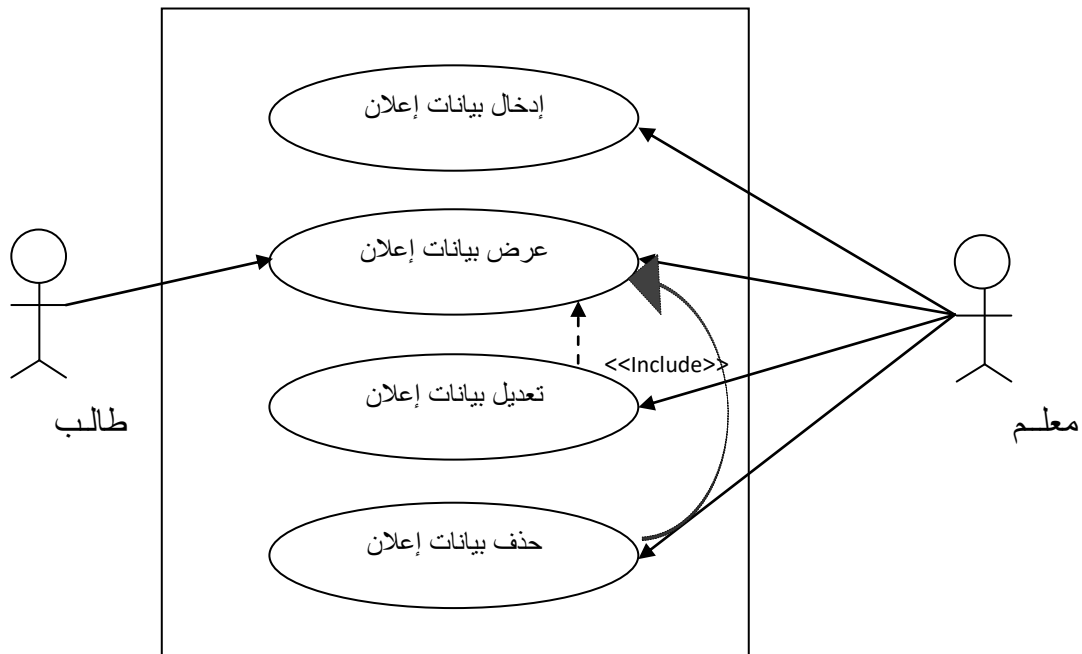 إدخال بيانات إعلان
عرض بيانات إعلان
<<Include>>
تعديل بيانات إعلان
طالب
معلم
حذف بيانات إعلان